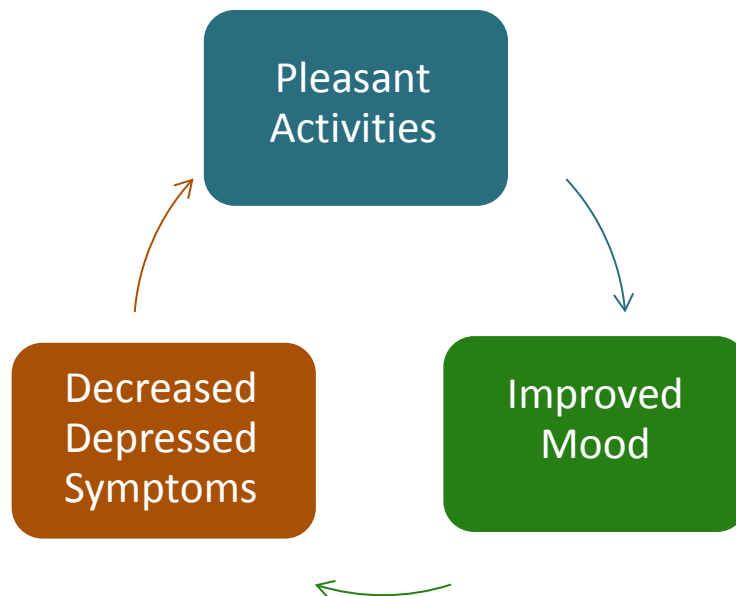 Pleasant
Activities
Improved
Mood
Decreased
Depressed
Symptoms